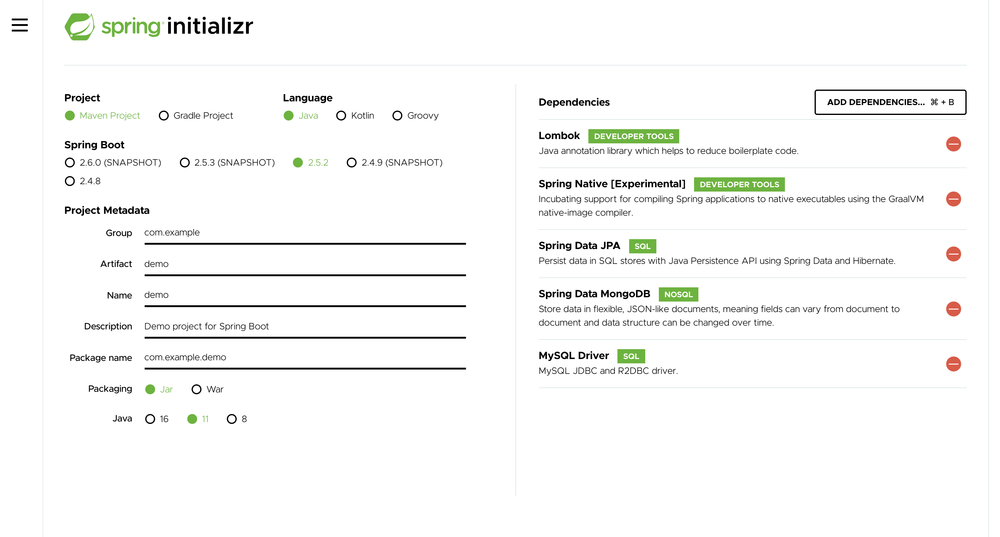 spring initializr
Project
Maven Project
Gradle Project
Language
Java
Kotlin
Groovy
Spring Boot
2.6.0 (SNAPSHOT)
2.5.3 (SNAPSHOT)
2.5.2
2.4.9 (SNAPSHOT)
2.4.8
Project Metadata
Group
com.example
Artifact
demo
Name
demo
Description
Demo project for Spring Boot
Package name
com.example.demo
Packaging
Jar
War
Java
16
11
8
Dependencies
ADD DEPENDENCIES... ⌘ + B
Lombok DEVELOPER TOOLS
Java annotation library which helps to reduce boilerplate code.
Spring Native [Experimental] DEVELOPER TOOLS
Incubating support for compiling Spring applications to native executables using the GraalVM
native-image compiler.
Spring Data JPA SQL
Persist data in SQL stores with Java Persistence API using Spring Data and Hibernate.
Spring Data MongoDB NOSQL
Store data in flexible, JSON-like documents, meaning fields can vary from document to
document and data structure can be changed over time.
MySQL Driver SQL
MySQL JDBC and R2DBC driver.